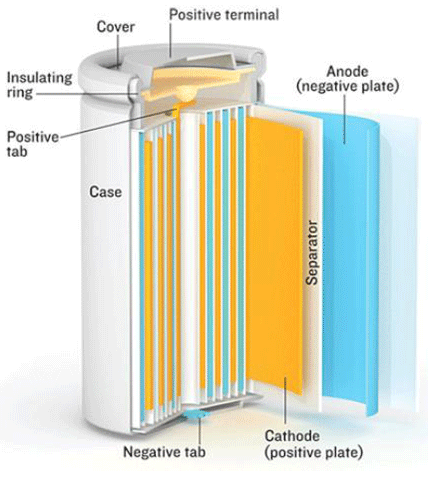 Positive terminal
Cover
Insulating
ring
Anode
(negative plate)
Positive
tab
Case
Separator
Negative tab
Cathode
(positive plate)